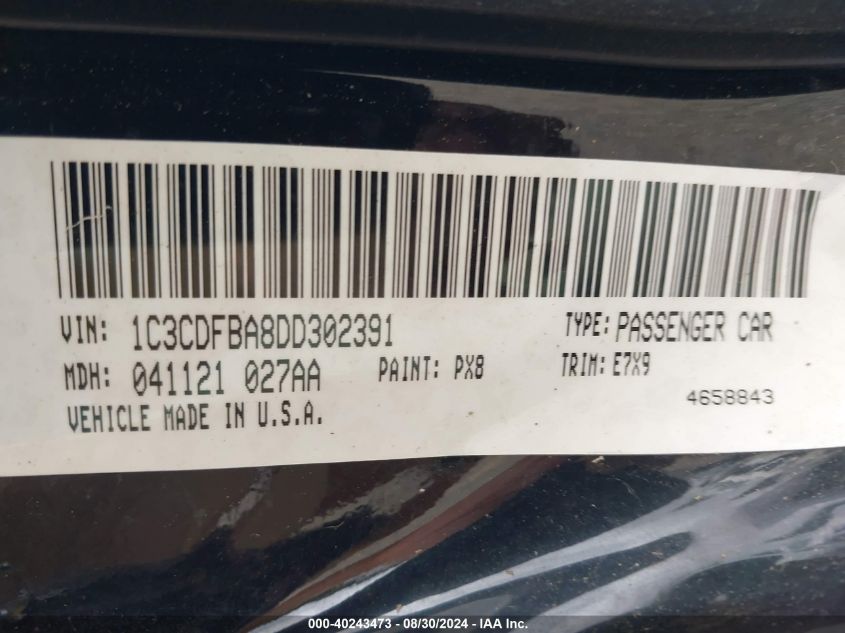 VIN: 1C3CDFBA8DD302391 TYPE: PASSENGER CAR
MDH: 041121 027AA PAINT: PX8 TRIM: E7X9
4658843
VEHICLE MADE IN U.S.A.
000-40243473 - 08/30/2024 - IAA Inc.